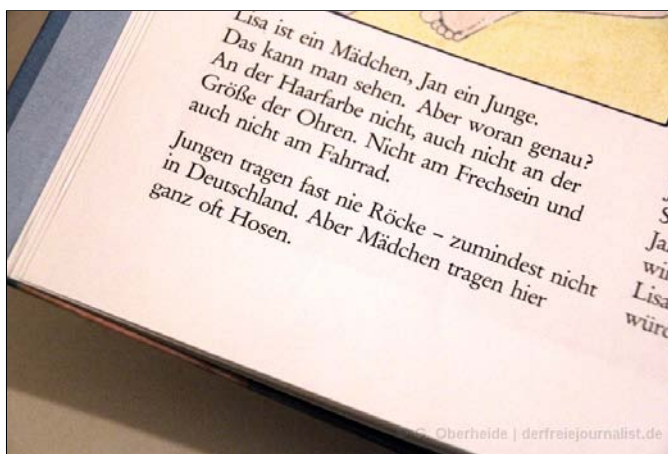 Lisa ist ein Mädchen, Jan ein Junge.
Das kann man sehen. Aber woran genau?
An der Haarfarbe nicht, auch nicht an der
Größe der Ohren. Nicht am Frechsein und
auch nicht am Fahrrad.
Jungen tragen fast nie Röcke – zumindest nicht
in Deutschland. Aber Mädchen tragen hier
ganz oft Hosen.
Lisa
G. Oberheide | derfreiejournalist.de